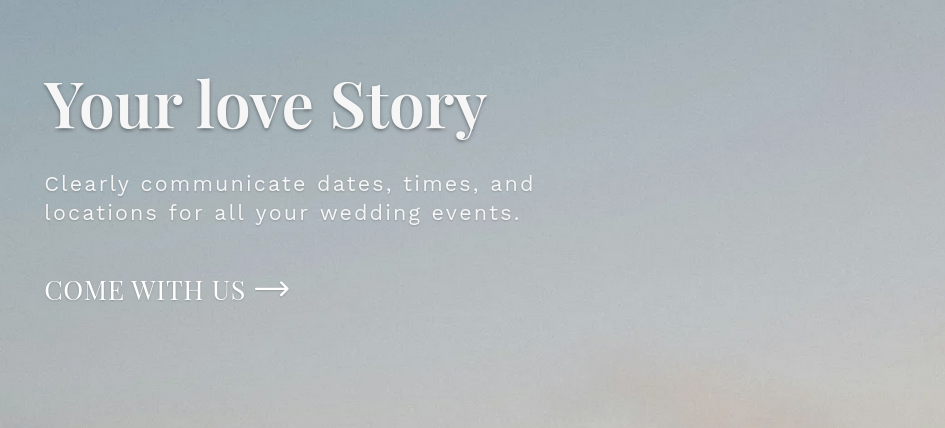 Your love Story
Clearly communicate dates, times, and
locations for all your wedding events.
COME WITH US →